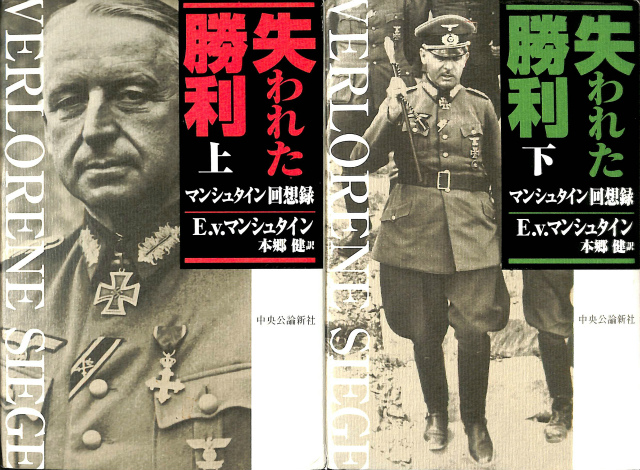 VERLORENE SIEGE
失われた
勝利
上
マンシュタイン回想録
E.v.マンシュタイン
本郷 健訳
中央公論新社
VERLORENE SIEGE
失われた
勝利
下
マンシュタイン回想録
E.v.マンシュタイン
本郷 健訳
中央公論新社